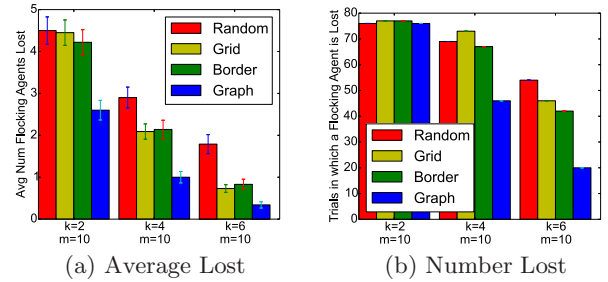 Avg Num Flocking Agents Lost
5
4
3
2
1
0
Random
Grid
Border
Graph
k=2
m=10
k=4
m=10
k=6
m=10
(a) Average Lost
Trials in which a Flocking Agent is Lost
80
70
60
50
40
30
20
10
0
Random
Grid
Border
Graph
k=2
m=10
k=4
m=10
k=6
m=10
(b) Number Lost